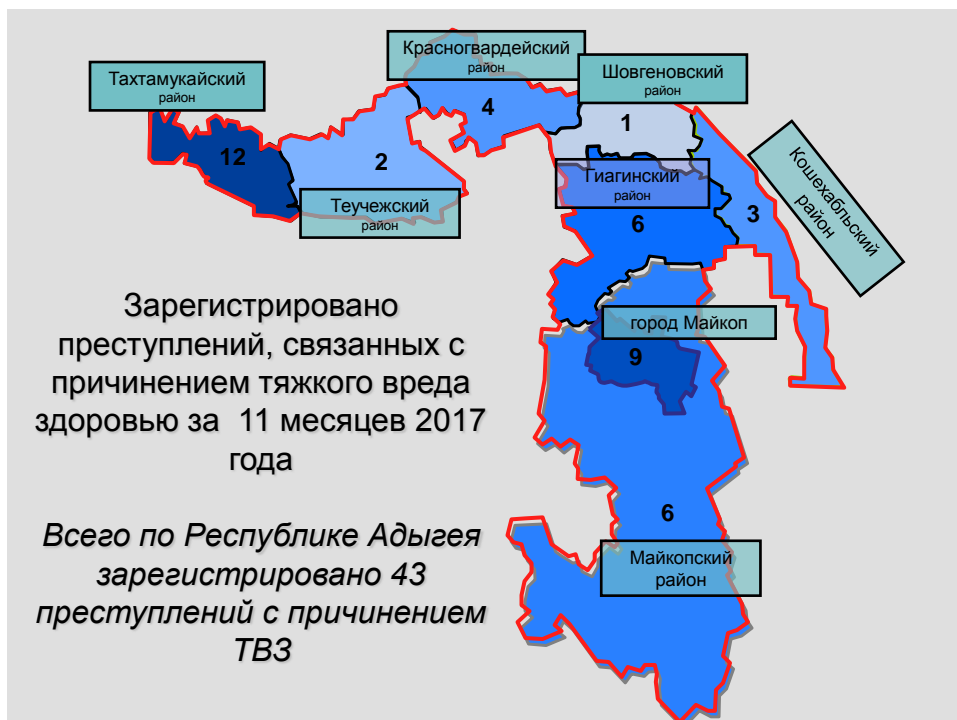 Красногвардейский
район
Шовгеновский
район
Тахтамукайский
район
4
1
12
2
Гиагинский
район
Кошехабльский
район
Теучежский
район
3
6
Зарегистрировано
преступлений, связанных с
причинением тяжкого вреда
здоровью за 11 месяцев 2017
года
город Майкоп
9
Всего по Республике Адыгея
зарегистрировано 43
преступлений с причинением
ТВЗ
6
Майкопский
район